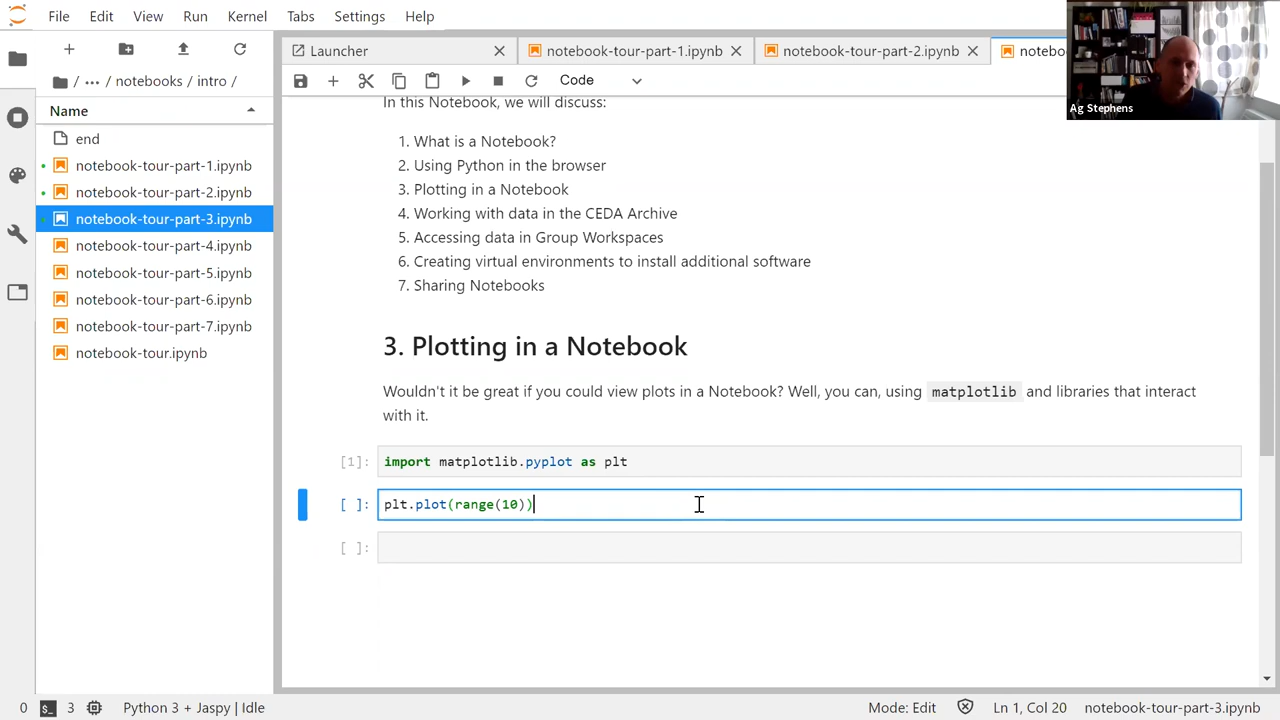 File Edit View Run Kernel Tabs Settings Help
Launcher
notebook-tour-part-1.ipynb
notebook-tour-part-2.ipynb
Ag Stephens
/ ··· / notebooks / intro /
Code
Name
end
notebook-tour-part-1.ipynb
notebook-tour-part-2.ipynb
notebook-tour-part-3.ipynb
notebook-tour-part-4.ipynb
notebook-tour-part-5.ipynb
notebook-tour-part-6.ipynb
notebook-tour-part-7.ipynb
notebook-tour.ipynb
In this Notebook, we will discuss:
1. What is a Notebook?
2. Using Python in the browser
3. Plotting in a Notebook
4. Working with data in the CEDA Archive
5. Accessing data in Group Workspaces
6. Creating virtual environments to install additional software
7. Sharing Notebooks
3. Plotting in a Notebook
Wouldn't it be great if you could view plots in a Notebook? Well, you can, using matplotlib and libraries that interact
with it.
[1]: import matplotlib.pyplot as plt
[ ]: plt.plot(range(10))
[ ]:
0 3 Python 3 + Jaspy | Idle Mode: Edit Ln 1, Col 20 notebook-tour-part-3.ipynb